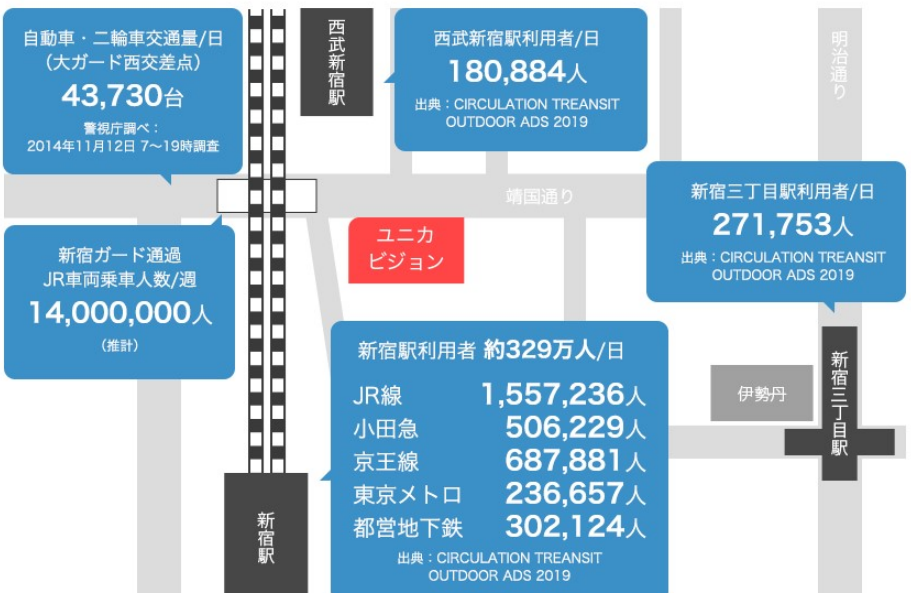 自動車・二輪車交通量/日
（大ガード西交差点）
43,730台
警視庁調べ：
2014年11月12日 7〜19時調査
西武新宿駅
西武新宿駅利用者/日
180,884人
出典：CIRCULATION TREANSIT
OUTDOOR ADS 2019
明治通り
靖国通り
新宿三丁目駅利用者/日
271,753人
出典：CIRCULATION TREANSIT
OUTDOOR ADS 2019
ユニカ
ビジョン
新宿ガード通過
JR車両乗車人数/週
14,000,000人
（推計）
新宿駅利用者 約329万人/日
JR線 1,557,236人
小田急 506,229人
京王線 687,881人
東京メトロ 236,657人
都営地下鉄 302,124人
出典：CIRCULATION TREANSIT
OUTDOOR ADS 2019
伊勢丹
新宿三丁目駅
新宿駅